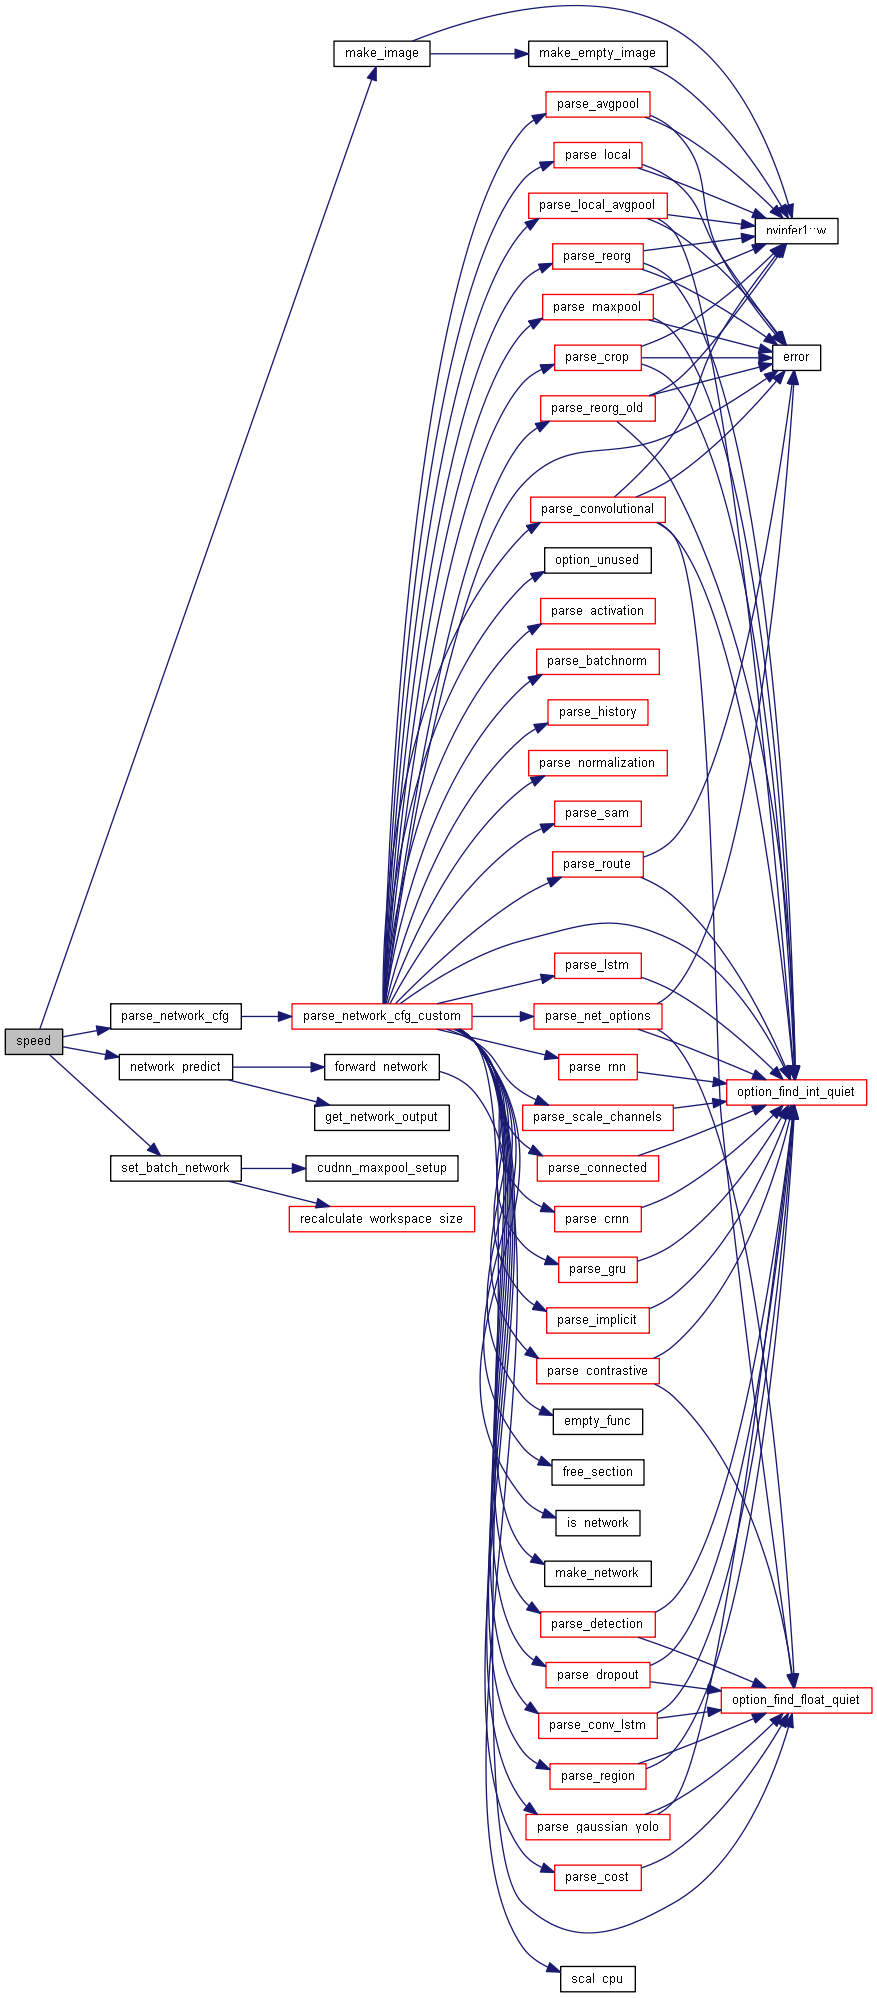 make_image
make_empty_image
parse_avgpool
parse_local
parse_local_avgpool
nvinfer1::w
parse_reorg
parse_maxpool
parse_crop
error
parse_reorg_old
parse_convolutional
option_unused
parse_activation
parse_batchnorm
parse_history
parse_normalization
parse_sam
parse_route
parse_lstm
parse_network_cfg
parse_network_cfg_custom
parse_net_options
speed
network_predict
forward_network
parse_rnn
option_find_int_quiet
get_network_output
parse_scale_channels
set_batch_network
cudnn_maxpool_setup
parse_connected
recalculate_workspace_size
parse_crnn
parse_gru
parse_implicit
parse_contrastive
empty_func
free_section
is_network
make_network
parse_detection
parse_dropout
option_find_float_quiet
parse_conv_lstm
parse_region
parse_gaussian_yolo
parse_cost
scal_cpu